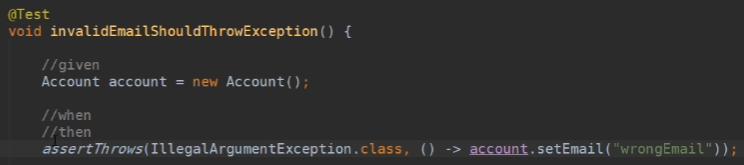 @Test
void invalidEmailShouldThrowException() {
//given
Account account = new Account();
//when
//then
assertThrows(IllegalArgumentException.class, () -> account.setEmail("wrongEmail"));